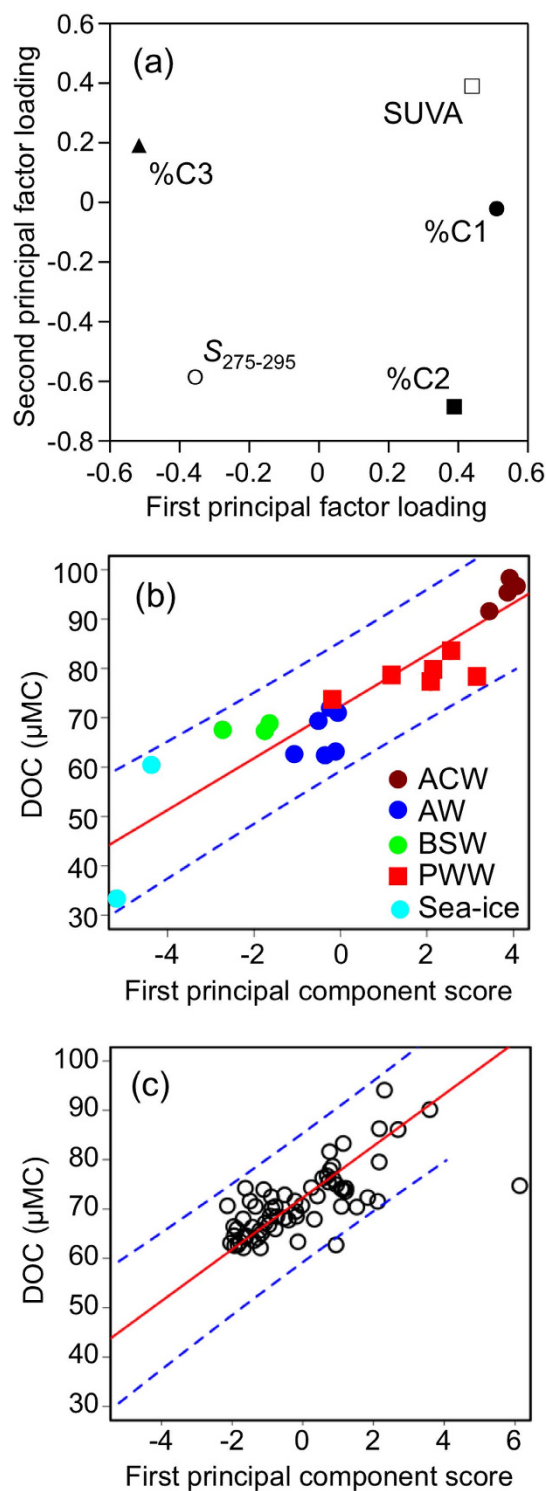 (a)
0.6
0.4
0.2
0
-0.2
-0.4
-0.6
-0.8
Second principal factor loading
SUVA
%C3
%C1
S275-295
%C2
-0.6 -0.4 -0.2 0 0.2 0.4 0.6
First principal factor loading
(b)
100
90
80
70
60
50
40
30
DOC (μMC)
ACW
AW
BSW
PWW
Sea-ice
-4 -2 0 2 4
First principal component score
(c)
100
90
80
70
60
50
40
30
DOC (μMC)
-4 -2 0 2 4 6
First principal component score